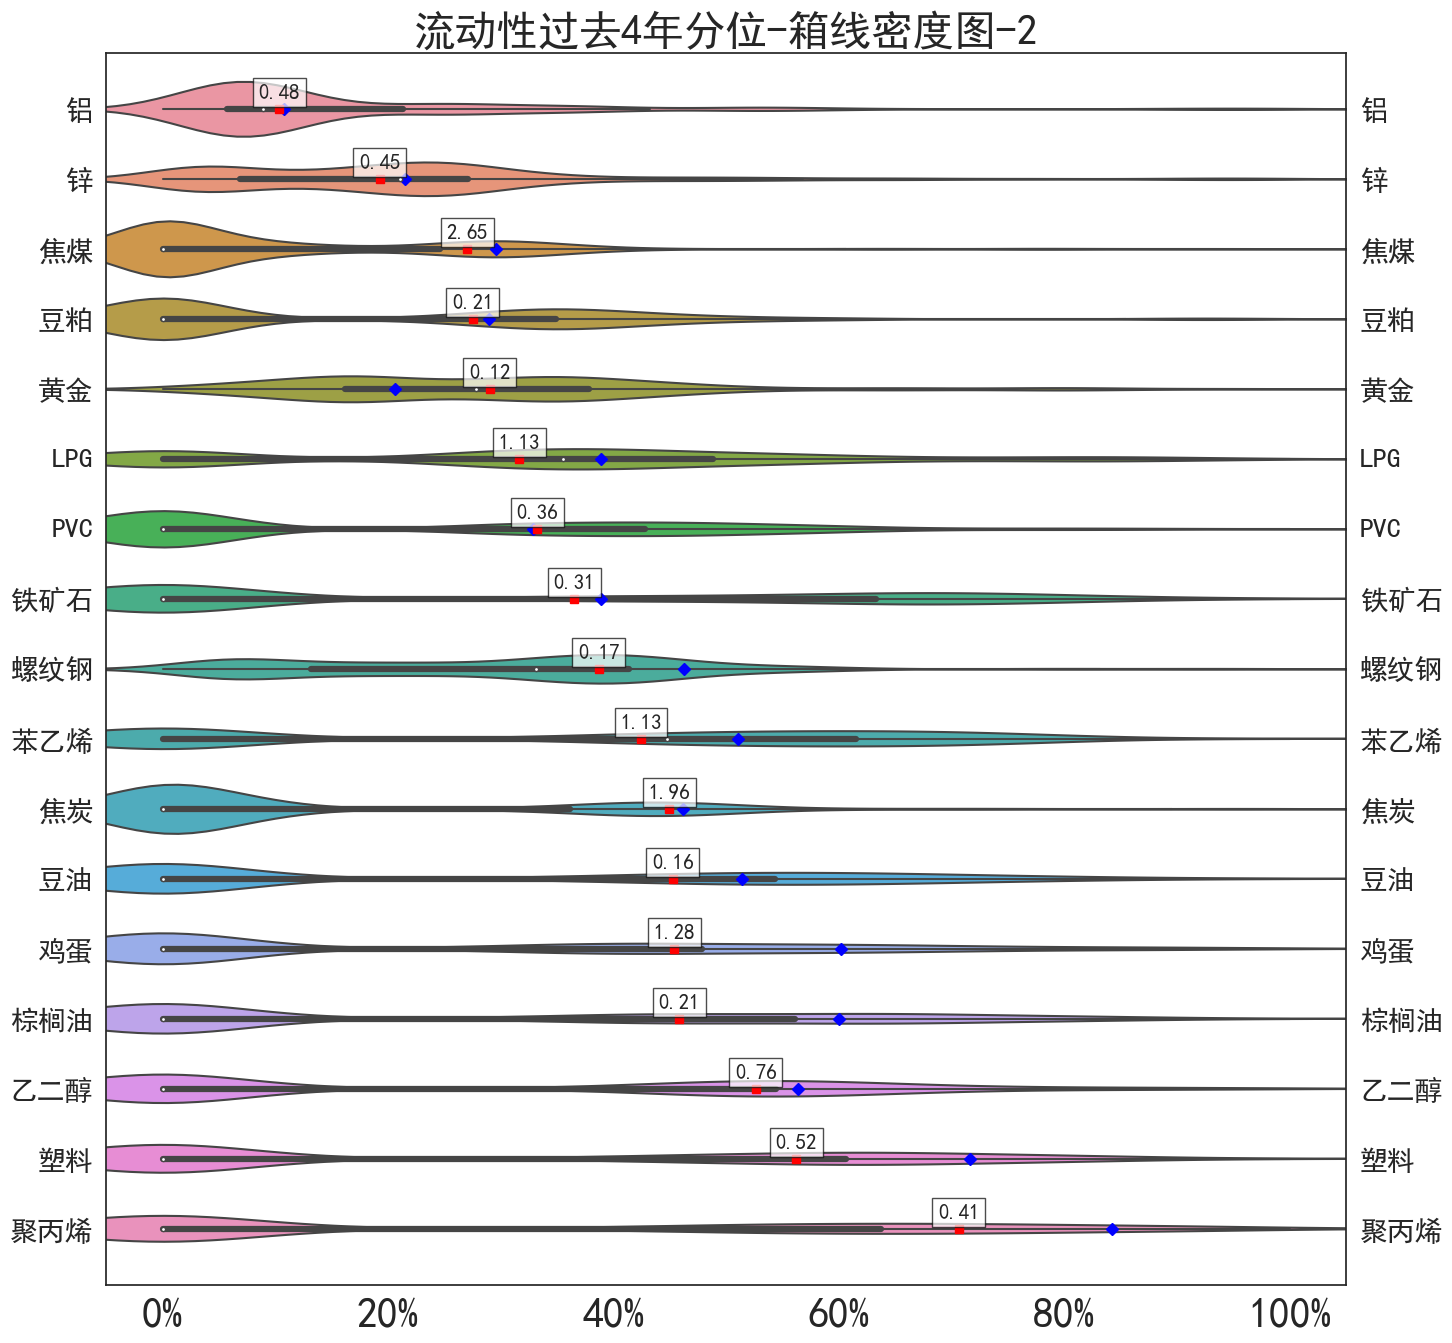 流动性过去4年分位-箱线密度图-2
铝 0.48 铝
锌 0.45 锌
焦煤 2.65 焦煤
豆粕 0.21 豆粕
黄金 0.12 黄金
LPG 1.13 LPG
PVC 0.36 PVC
铁矿石 0.31 铁矿石
螺纹钢 0.17 螺纹钢
苯乙烯 1.13 苯乙烯
焦炭 1.96 焦炭
豆油 0.16 豆油
鸡蛋 1.28 鸡蛋
棕榈油 0.21 棕榈油
乙二醇 0.76 乙二醇
塑料 0.52 塑料
聚丙烯 0.41 聚丙烯
0% 20% 40% 60% 80% 100%